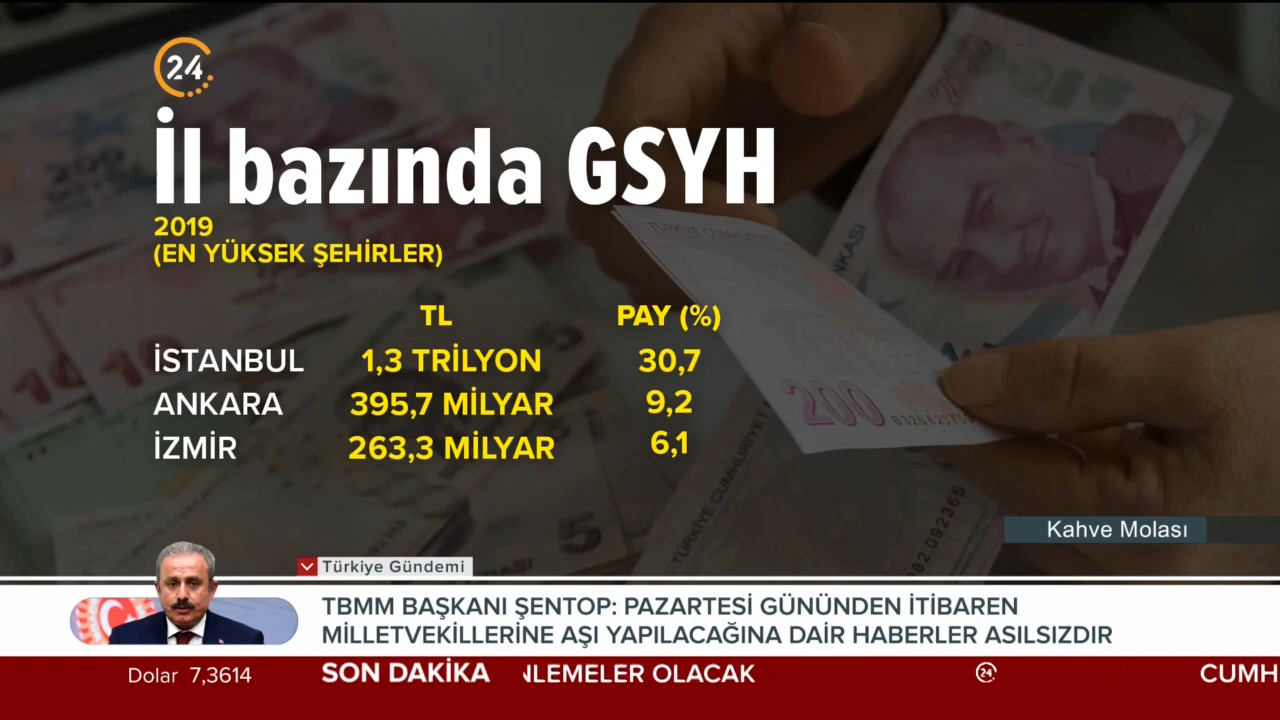 24
İl bazında GSYH
2019
(EN YÜKSEK ŞEHİRLER)
TL PAY (%)
İSTANBUL 1,3 TRİLYON 30,7
ANKARA 395,7 MİLYAR 9,2
İZMİR 263,3 MİLYAR 6,1
200
5
Kahve Molası
Türkiye Gündemi
TBMM BAŞKANI ŞENTOP: PAZARTESİ GÜNÜNDEN İTİBAREN
MİLLETVEKİLLERİNE AŞI YAPILACAĞINA DAİR HABERLER ASILSIZDIR
Dolar 7,3614 SON DAKİKA NLEMELER OLACAK 24 CUMH